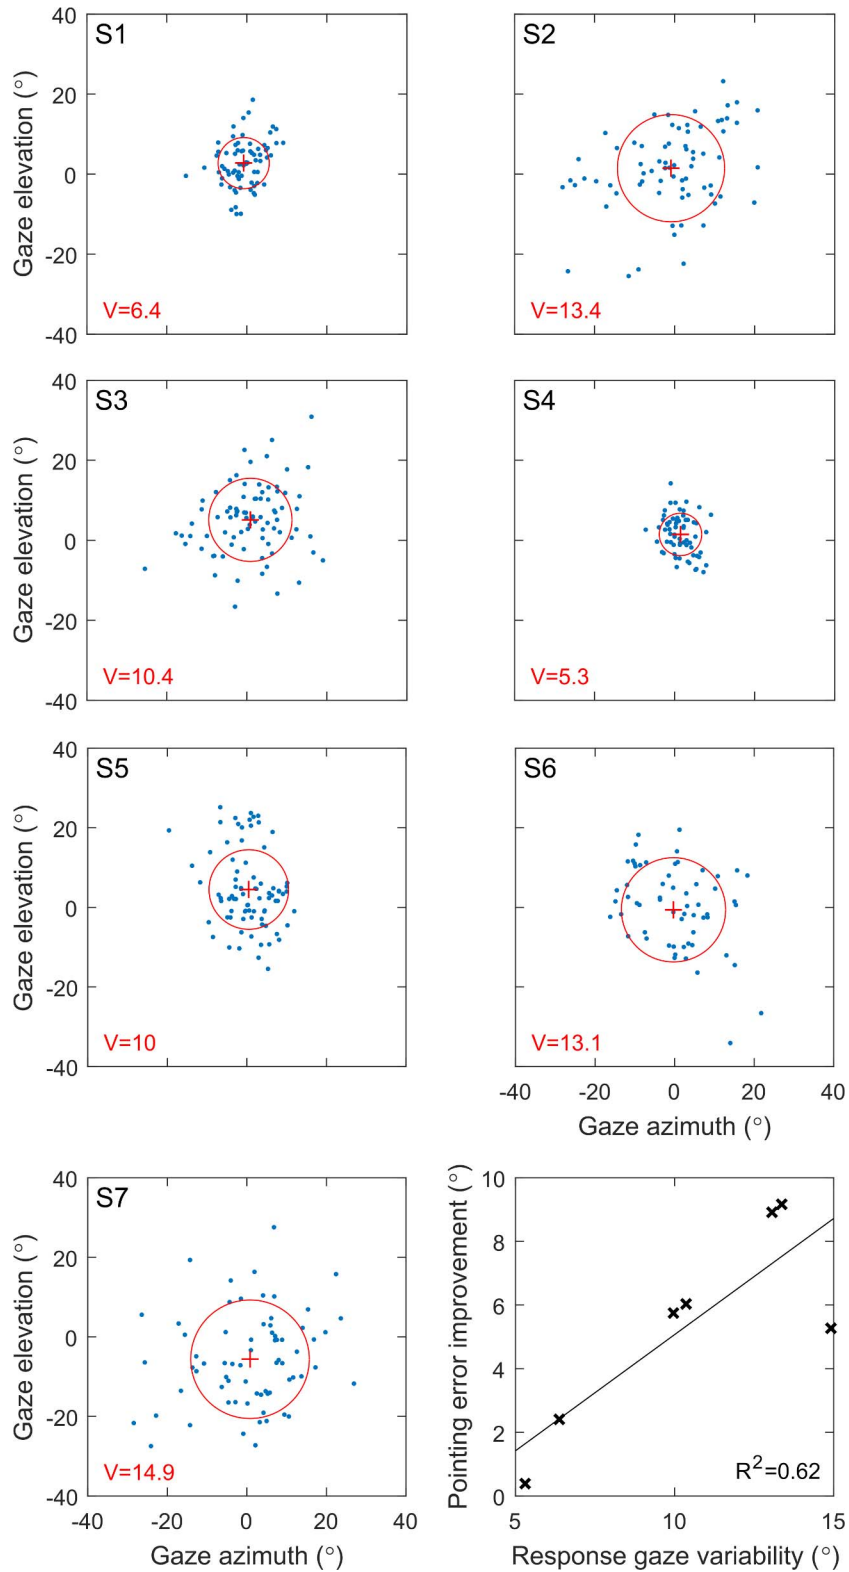 S1
S2
Gaze elevation (°)
40
20
0
-20
-40
V=6.4
V=13.4
S3
S4
Gaze elevation (°)
40
20
0
-20
-40
V=10.4
V=5.3
S5
S6
Gaze elevation (°)
40
20
0
-20
-40
V=10
V=13.1
-40 -20 0 20 40
Gaze azimuth (°)
S7
Gaze elevation (°)
40
20
0
-20
-40
V=14.9
-40 -20 0 20 40
Gaze azimuth (°)
Pointing error improvement (°)
10
8
6
4
2
0
R²=0.62
5 10 15
Response gaze variability (°)